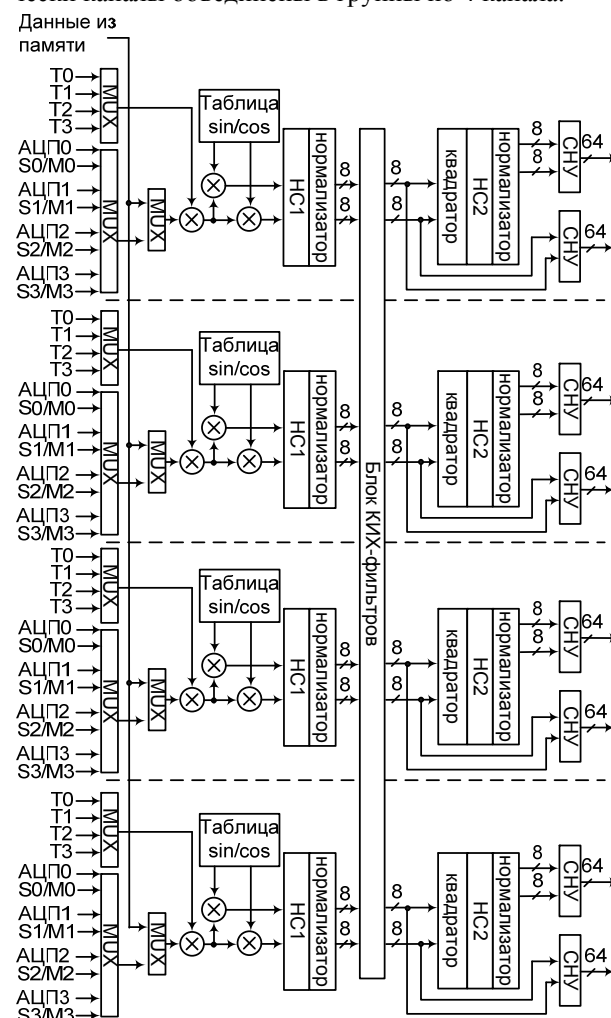 Данные из
памяти
T0
T1
T2
T3
MUX
АЦП0
S0/M0
АЦП1
S1/M1
АЦП2
S2/M2
АЦП3
S3/M3
MUX
MUX
Таблица
sin/cos
НС1
нормализатор
8
8
8
8
квадратор
НС2
нормализатор
8
8
СНУ
64
СНУ
64
T0
T1
T2
T3
MUX
АЦП0
S0/M0
АЦП1
S1/M1
АЦП2
S2/M2
АЦП3
S3/M3
MUX
MUX
Таблица
sin/cos
НС1
нормализатор
8
8
Блок КИХ-фильтров
8
8
квадратор
НС2
нормализатор
8
8
СНУ
64
СНУ
64
T0
T1
T2
T3
MUX
АЦП0
S0/M0
АЦП1
S1/M1
АЦП2
S2/M2
АЦП3
S3/M3
MUX
MUX
Таблица
sin/cos
НС1
нормализатор
8
8
8
8
квадратор
НС2
нормализатор
8
8
СНУ
64
СНУ
64
T0
T1
T2
T3
MUX
АЦП0
S0/M0
АЦП1
S1/M1
АЦП2
S2/M2
АЦП3
S3/M3
MUX
MUX
Таблица
sin/cos
НС1
нормализатор
8
8
8
8
квадратор
НС2
нормализатор
8
8
СНУ
64
СНУ
64